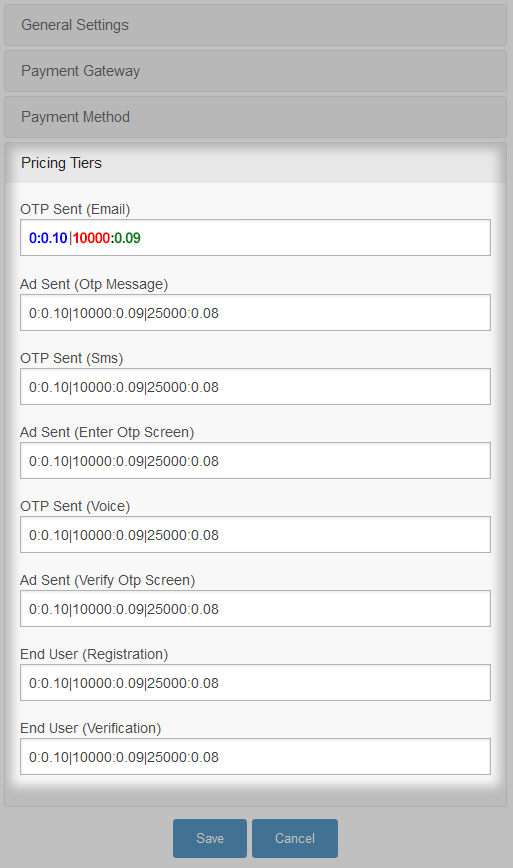 General Settings
Payment Gateway
Payment Method
Pricing Tiers
OTP Sent (Email)
0:0.10|10000:0.09
Ad Sent (Otp Message)
0:0.10|10000:0.09|25000:0.08
OTP Sent (Sms)
0:0.10|10000:0.09|25000:0.08
Ad Sent (Enter Otp Screen)
0:0.10|10000:0.09|25000:0.08
OTP Sent (Voice)
0:0.10|10000:0.09|25000:0.08
Ad Sent (Verify Otp Screen)
0:0.10|10000:0.09|25000:0.08
End User (Registration)
0:0.10|10000:0.09|25000:0.08
End User (Verification)
0:0.10|10000:0.09|25000:0.08
Save Cancel